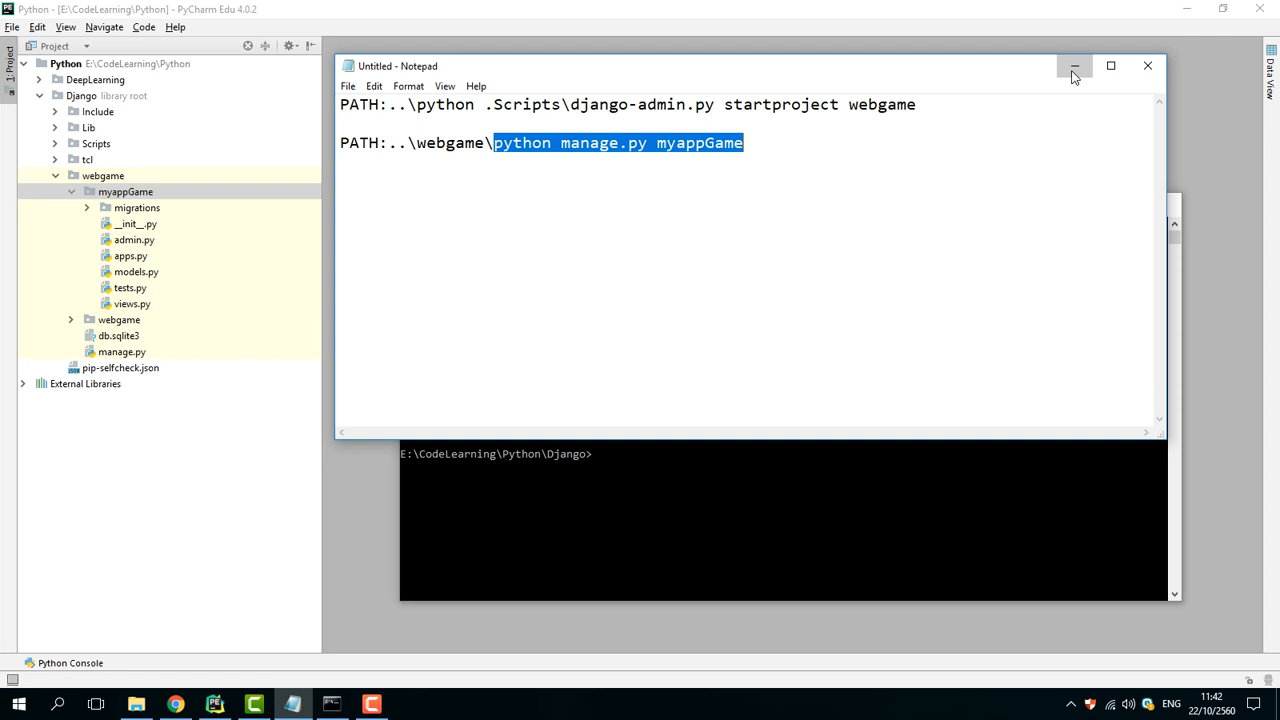 Python - [E:\CodeLearning\Python] - PyCharm Edu 4.0.2
File Edit View Navigate Code Help
Project
1: Project
Python E:\CodeLearning\Python
DeepLearning
Django library root
Include
Lib
Scripts
tcl
webgame
myappGame
migrations
__init__.py
admin.py
apps.py
models.py
tests.py
views.py
webgame
db.sqlite3
manage.py
pip-selfcheck.json
External Libraries
Untitled - Notepad
File Edit Format View Help
PATH:..\python .Scripts\django-admin.py startproject webgame
PATH:..\webgame\python manage.py myappGame
E:\CodeLearning\Python\Django>
Data View
Python Console
ENG
11:42
22/10/2560